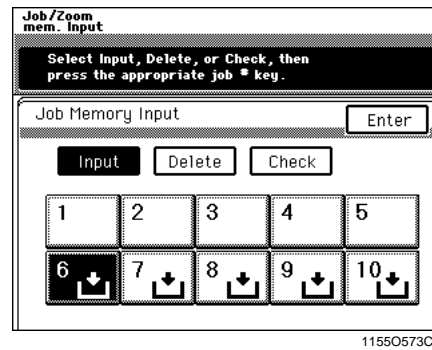 Job/Zoom
mem. Input
Select Input, Delete, or Check, then
press the appropriate job # key.
Job Memory Input
Enter
Input Delete Check
1 2 3 4 5
6 7 8 9 10
1155O573C